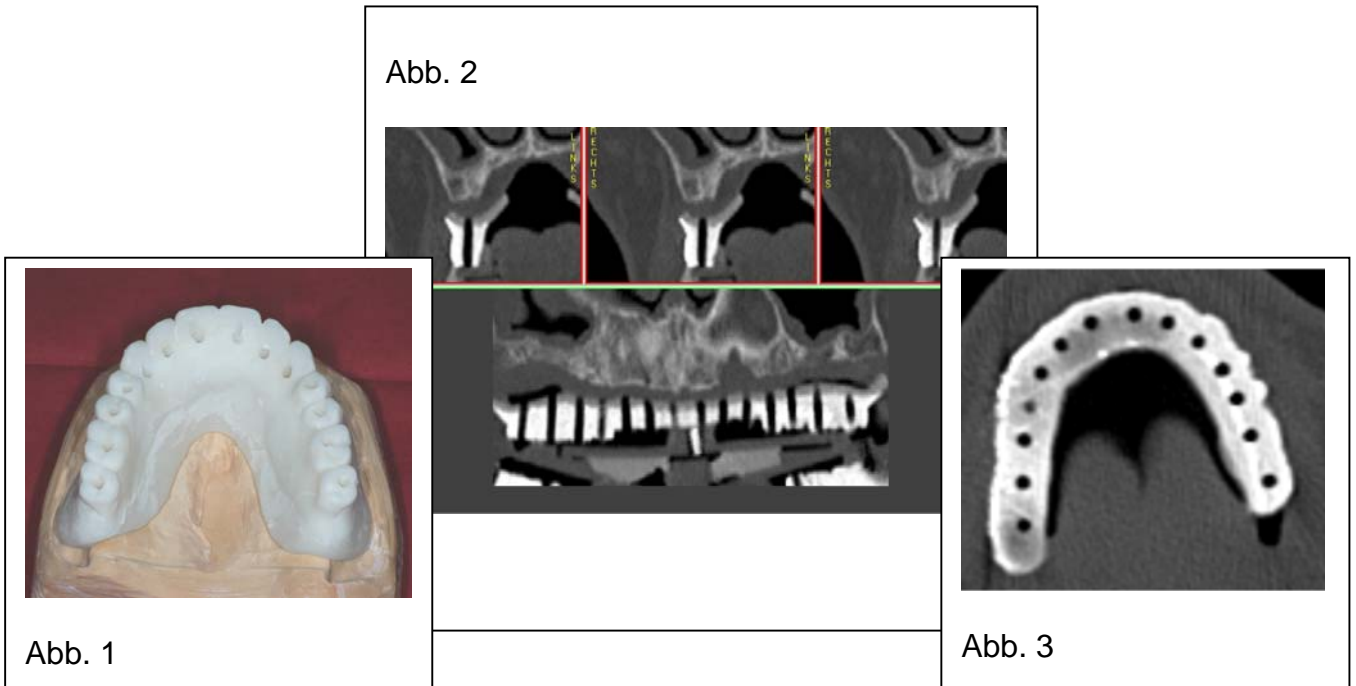 Abb. 2
LINKS
RECHTS
LINKS
RECHTS
Abb. 1
Abb. 3